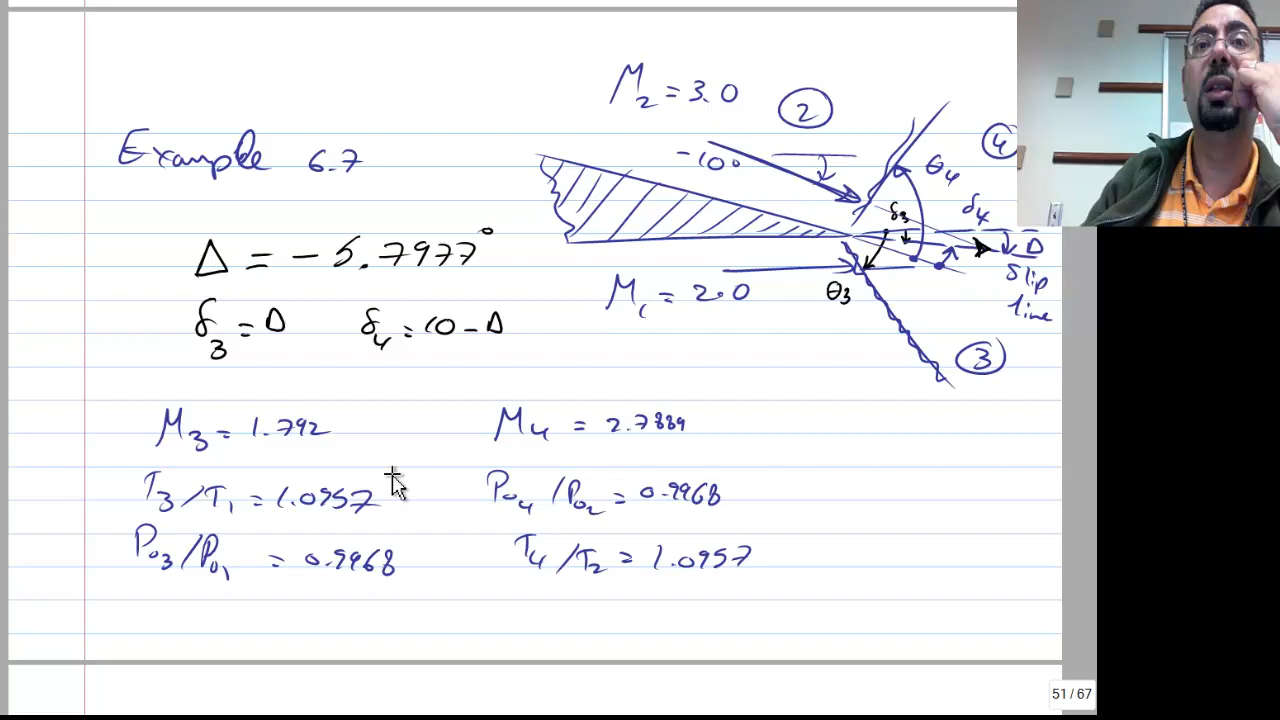 M₂ = 3.0
2
Example 6.7
-10°
4
θ₄
δ₃
δ₄
Δ
Δ = - 5.7977°
M₁ = 2.0
θ₃
slip
line
δ₃ = Δ δ₄ = 10 - Δ
3
M₃ = 1.792 M₄ = 2.7889
T₃/T₁ = 1.0957 P₀₄/P₀₂ = 0.9968
P₀₃/P₀₁ = 0.9968 T₄/T₂ = 1.0957
51 / 67